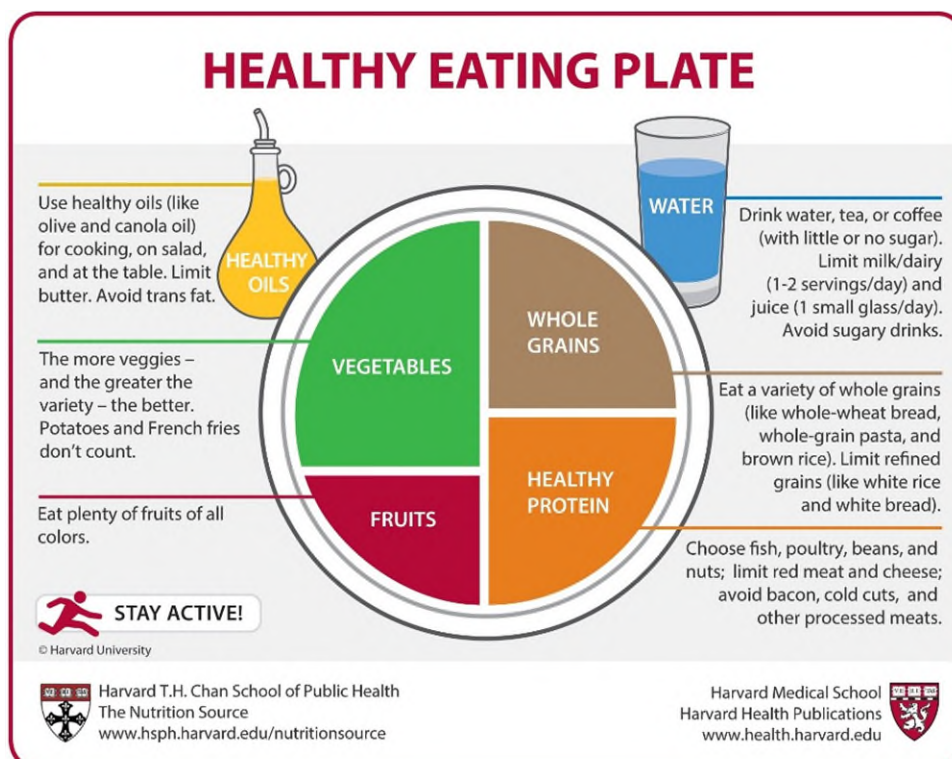 HEALTHY EATING PLATE
Use healthy oils (like
olive and canola oil)
for cooking, on salad,
and at the table. Limit
butter. Avoid trans fat.
HEALTHY
OILS
The more veggies –
and the greater the
variety – the better.
Potatoes and French fries
don't count.
Eat plenty of fruits of all
colors.
VEGETABLES
FRUITS
WHOLE
GRAINS
HEALTHY
PROTEIN
WATER
Drink water, tea, or coffee
(with little or no sugar).
Limit milk/dairy
(1-2 servings/day) and
juice (1 small glass/day).
Avoid sugary drinks.
Eat a variety of whole grains
(like whole-wheat bread,
whole-grain pasta, and
brown rice). Limit refined
grains (like white rice
and white bread).
Choose fish, poultry, beans, and
nuts; limit red meat and cheese;
avoid bacon, cold cuts, and
other processed meats.
STAY ACTIVE!
© Harvard University
Harvard T.H. Chan School of Public Health
The Nutrition Source
www.hsph.harvard.edu/nutritionsource
Harvard Medical School
Harvard Health Publications
www.health.harvard.edu